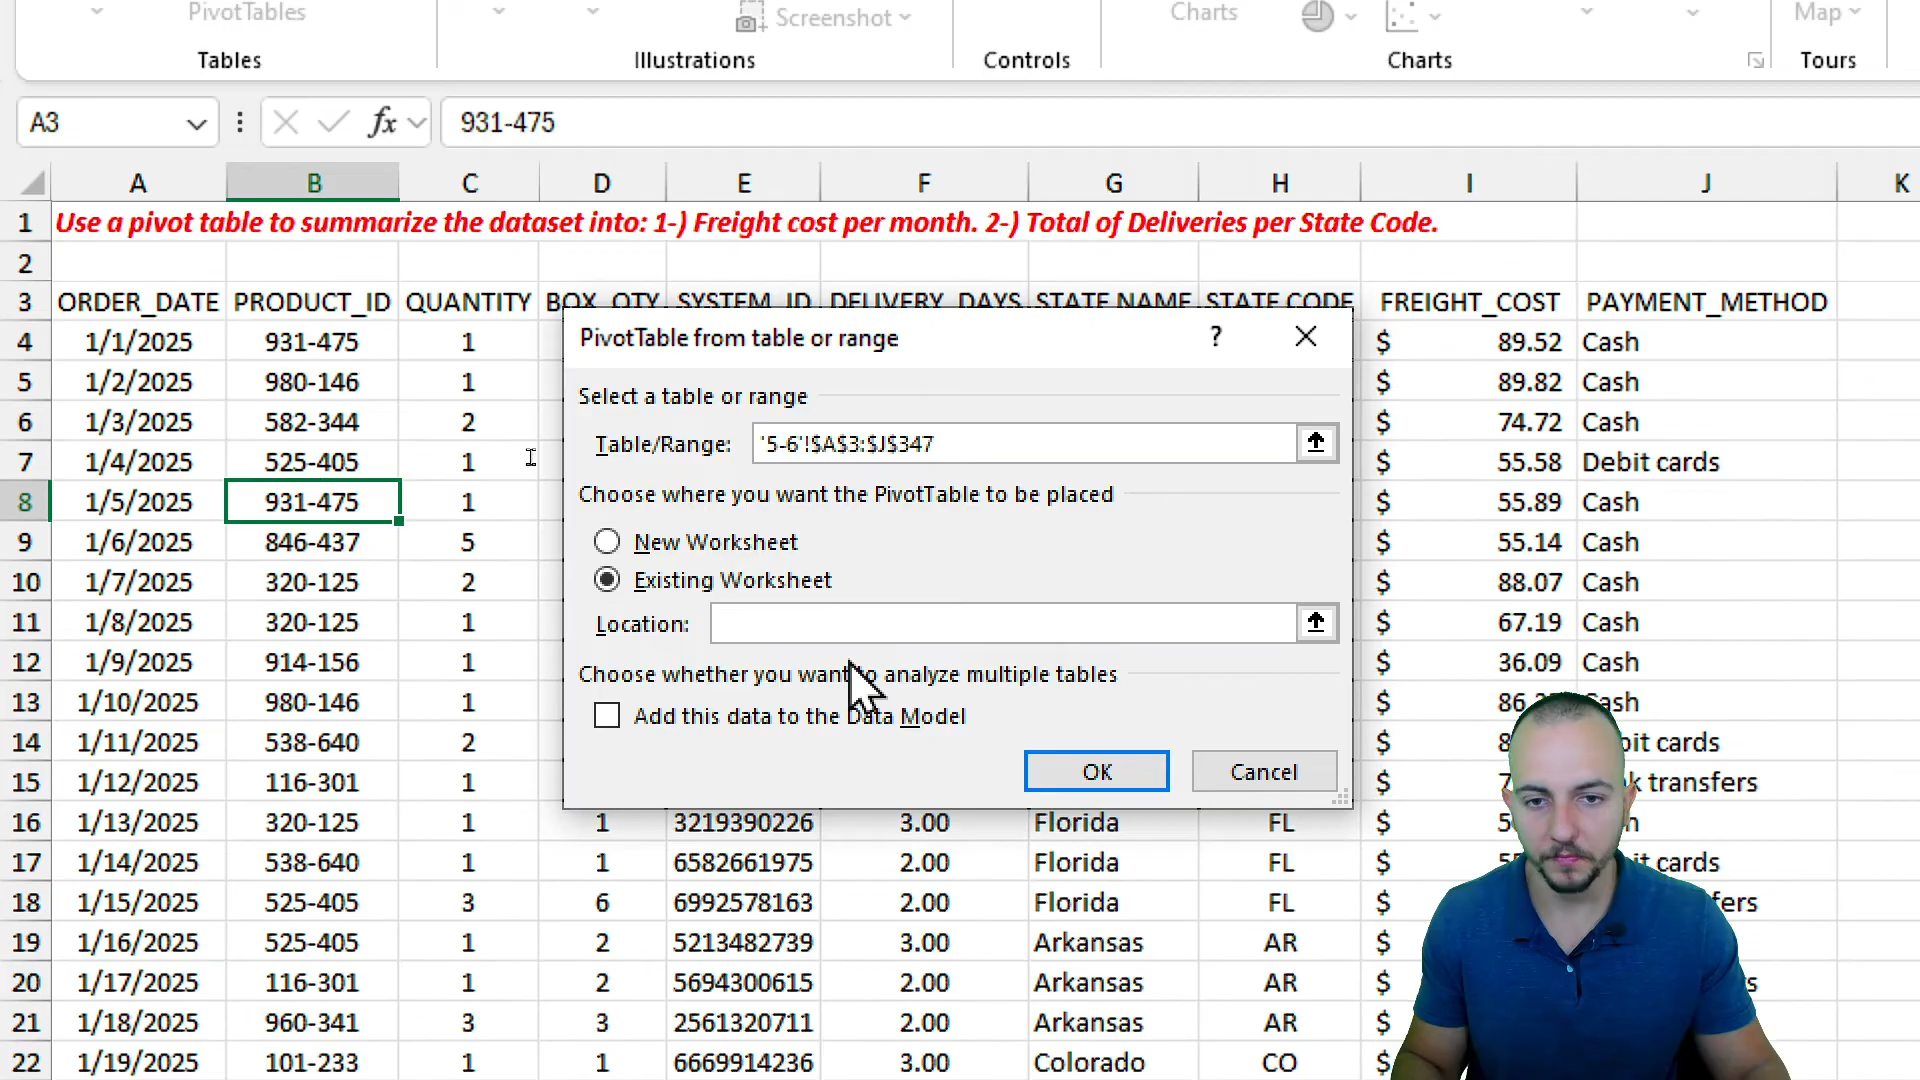 PivotTables Screenshot Charts Map
Tables Illustrations Controls Charts Tours
A3 fx 931-475
A B C D E F G H I J K
1 Use a pivot table to summarize the dataset into: 1-) Freight cost per month. 2-) Total of Deliveries per State Code.
2
3 ORDER_DATE PRODUCT_ID QUANTITY BOX_QTY SYSTEM_ID DELIVERY_DAYS STATE NAME STATE CODE FREIGHT_COST PAYMENT_METHOD
4 1/1/2025 931-475 1 $ 89.52 Cash
PivotTable from table or range ?
5 1/2/2025 980-146 1 $ 89.82 Cash
Select a table or range
6 1/3/2025 582-344 2 $ 74.72 Cash
Table/Range: '5-6'!$A$3:$J$347
7 1/4/2025 525-405 1 $ 55.58 Debit cards
Choose where you want the PivotTable to be placed
8 1/5/2025 931-475 1 $ 55.89 Cash
New Worksheet
9 1/6/2025 846-437 5 $ 55.14 Cash
Existing Worksheet
10 1/7/2025 320-125 2 $ 88.07 Cash
Location:
11 1/8/2025 320-125 1 $ 67.19 Cash
12 1/9/2025 914-156 1 $ 36.09 Cash
Choose whether you want to analyze multiple tables
13 1/10/2025 980-146 1 $ 86. Cash
Add this data to the Data Model
14 1/11/2025 538-640 2 $ cards
OK Cancel
15 1/12/2025 116-301 1 $ transfers
16 1/13/2025 320-125 1 1 3219390226 3.00 Florida FL $
17 1/14/2025 538-640 1 1 6582661975 2.00 Florida FL $ cards
18 1/15/2025 525-405 3 6 6992578163 2.00 Florida FL $
19 1/16/2025 525-405 1 2 5213482739 3.00 Arkansas AR $
20 1/17/2025 116-301 1 2 5694300615 2.00 Arkansas AR $
21 1/18/2025 960-341 3 3 2561320711 2.00 Arkansas AR $
22 1/19/2025 101-233 1 1 6669914236 3.00 Colorado CO $